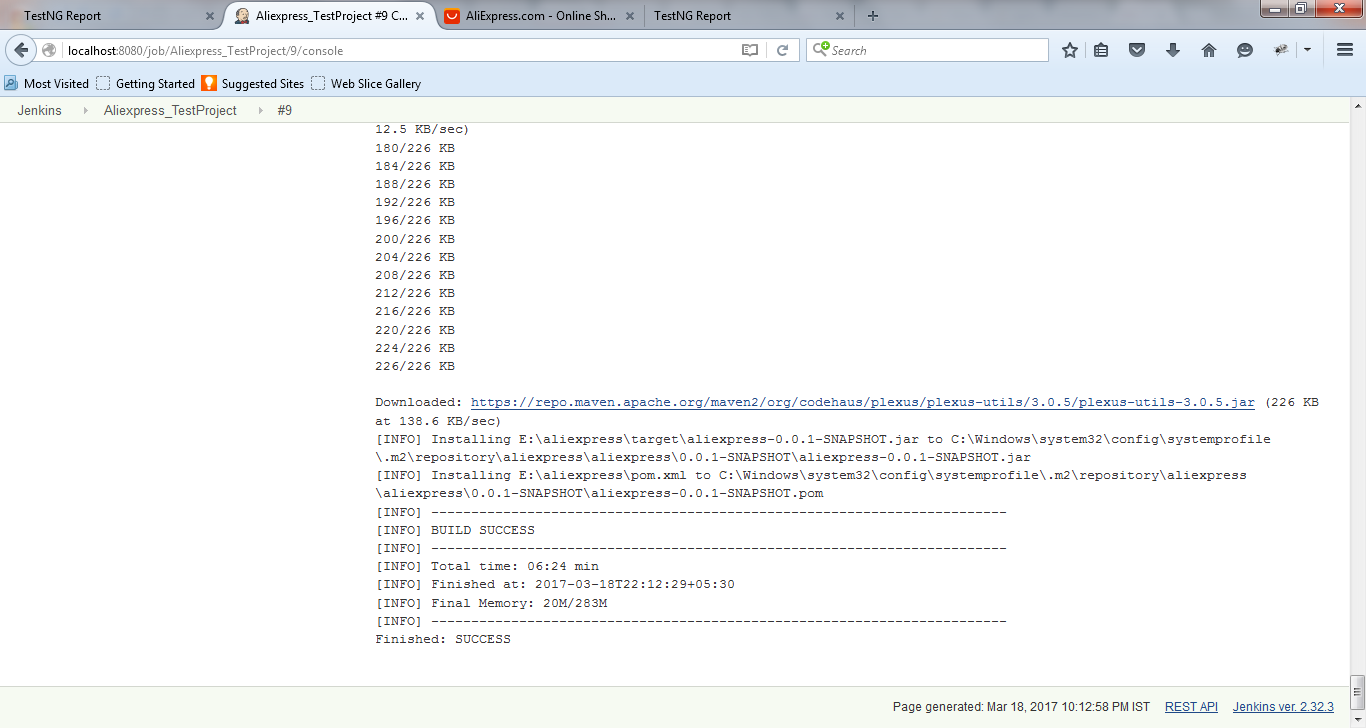 TestNG Report
Aliexpress_TestProject #9 C...
AliExpress.com - Online Sh...
TestNG Report
localhost:8080/job/Aliexpress_TestProject/9/console
Search
Most Visited
Getting Started
Suggested Sites
Web Slice Gallery
Jenkins
Aliexpress_TestProject
#9
12.5 KB/sec)
180/226 KB
184/226 KB
188/226 KB
192/226 KB
196/226 KB
200/226 KB
204/226 KB
208/226 KB
212/226 KB
216/226 KB
220/226 KB
224/226 KB
226/226 KB
Downloaded: https://repo.maven.apache.org/maven2/org/codehaus/plexus/plexus-utils/3.0.5/plexus-utils-3.0.5.jar (226 KB
at 138.6 KB/sec)
[INFO] Installing E:\aliexpress\target\aliexpress-0.0.1-SNAPSHOT.jar to C:\Windows\system32\config\systemprofile
\.m2\repository\aliexpress\aliexpress\0.0.1-SNAPSHOT\aliexpress-0.0.1-SNAPSHOT.jar
[INFO] Installing E:\aliexpress\pom.xml to C:\Windows\system32\config\systemprofile\.m2\repository\aliexpress
\aliexpress\0.0.1-SNAPSHOT\aliexpress-0.0.1-SNAPSHOT.pom
[INFO] ------------------------------------------------------------------------
[INFO] BUILD SUCCESS
[INFO] ------------------------------------------------------------------------
[INFO] Total time: 06:24 min
[INFO] Finished at: 2017-03-18T22:12:29+05:30
[INFO] Final Memory: 20M/283M
[INFO] ------------------------------------------------------------------------
Finished: SUCCESS
Page generated: Mar 18, 2017 10:12:58 PM IST
REST API
Jenkins ver. 2.32.3